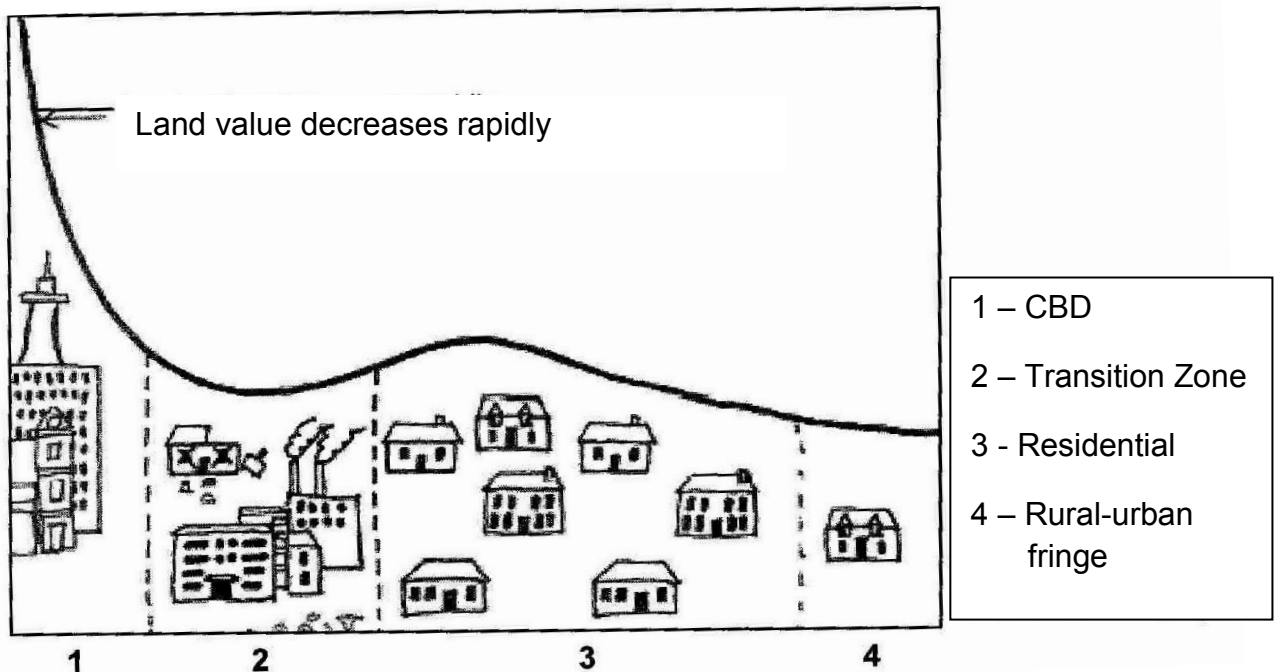 Land value decreases rapidly
1 – CBD
2 – Transition Zone
3 - Residential
4 – Rural-urban
fringe
1 2 3 4